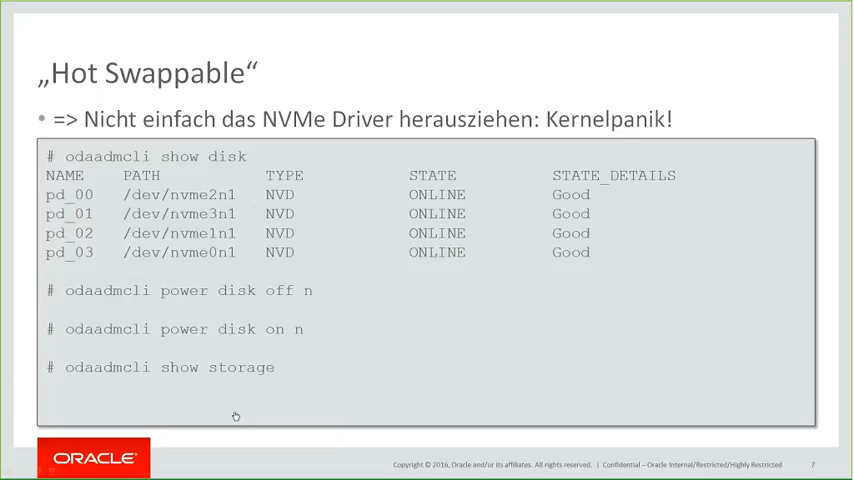 „Hot Swappable“
• => Nicht einfach das NVMe Driver herausziehen: Kernelpanik!
# odaadmcli show disk
NAME PATH TYPE STATE STATE_DETAILS
pd_00 /dev/nvme2n1 NVD ONLINE Good
pd_01 /dev/nvme3n1 NVD ONLINE Good
pd_02 /dev/nvme1n1 NVD ONLINE Good
pd_03 /dev/nvme0n1 NVD ONLINE Good
# odaadmcli power disk off n
# odaadmcli power disk on n
# odaadmcli show storage
ORACLE
Copyright © 2016, Oracle and/or its affiliates. All rights reserved. | Confidential – Oracle Internal/Restricted/Highly Restricted 7